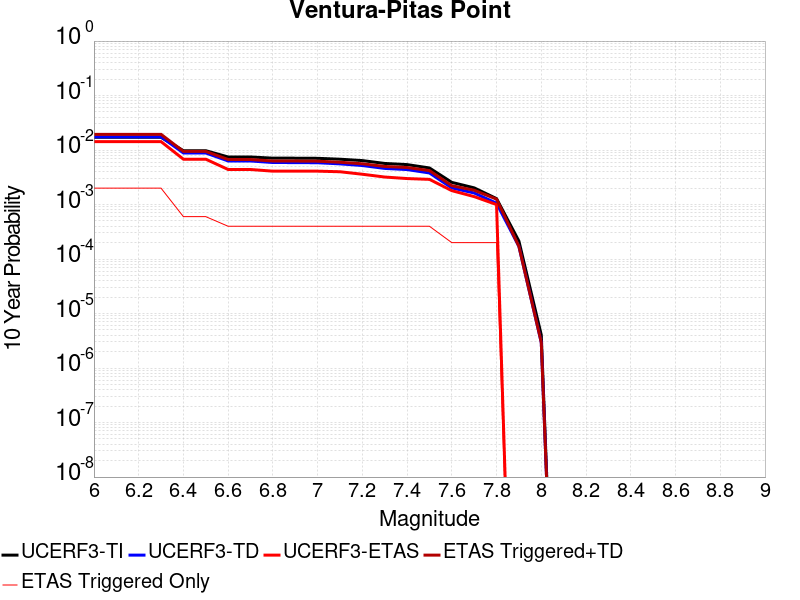 Ventura-Pitas Point
10 0
10 -1
10 -2
10 -3
10 -4
10 -5
10 -6
10 -7
10 -8
10 Year Probability
6 6.2 6.4 6.6 6.8 7 7.2 7.4 7.6 7.8 8 8.2 8.4 8.6 8.8 9
Magnitude
UCERF3-TI UCERF3-TD UCERF3-ETAS ETAS Triggered+TD
ETAS Triggered Only